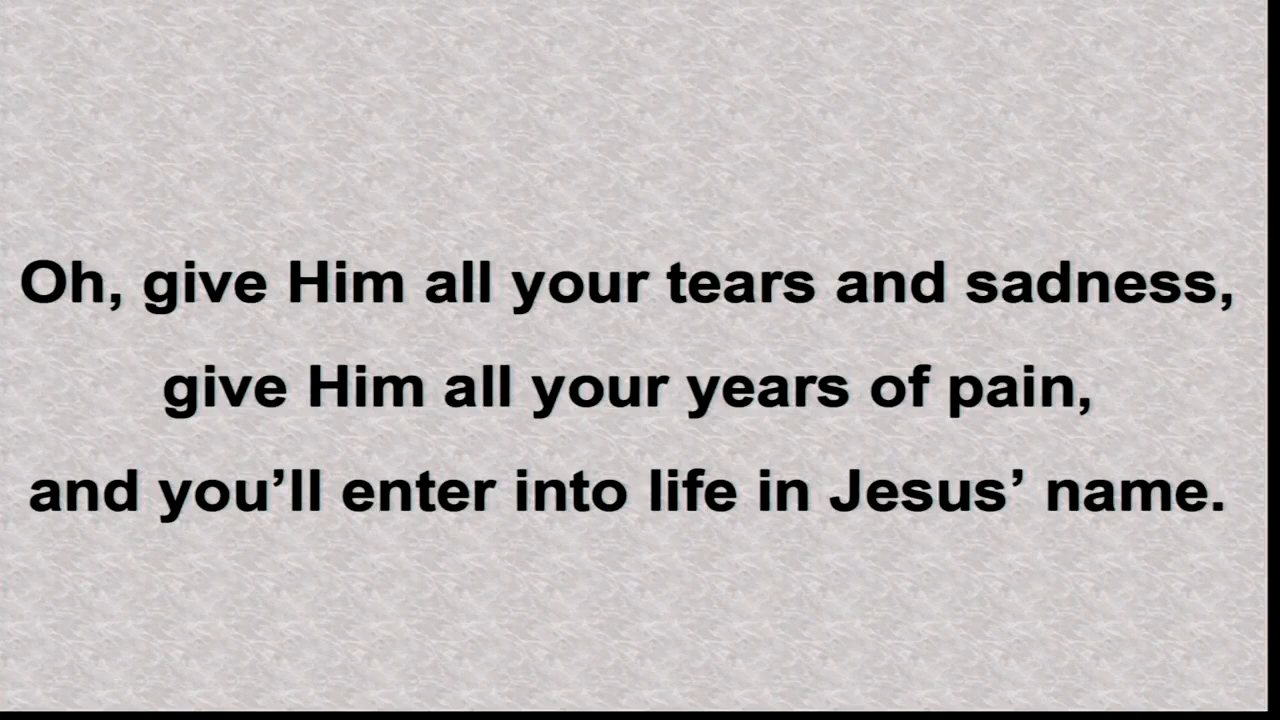 Oh, give Him all your tears and sadness,
give Him all your years of pain,
and you’ll enter into life in Jesus’ name.